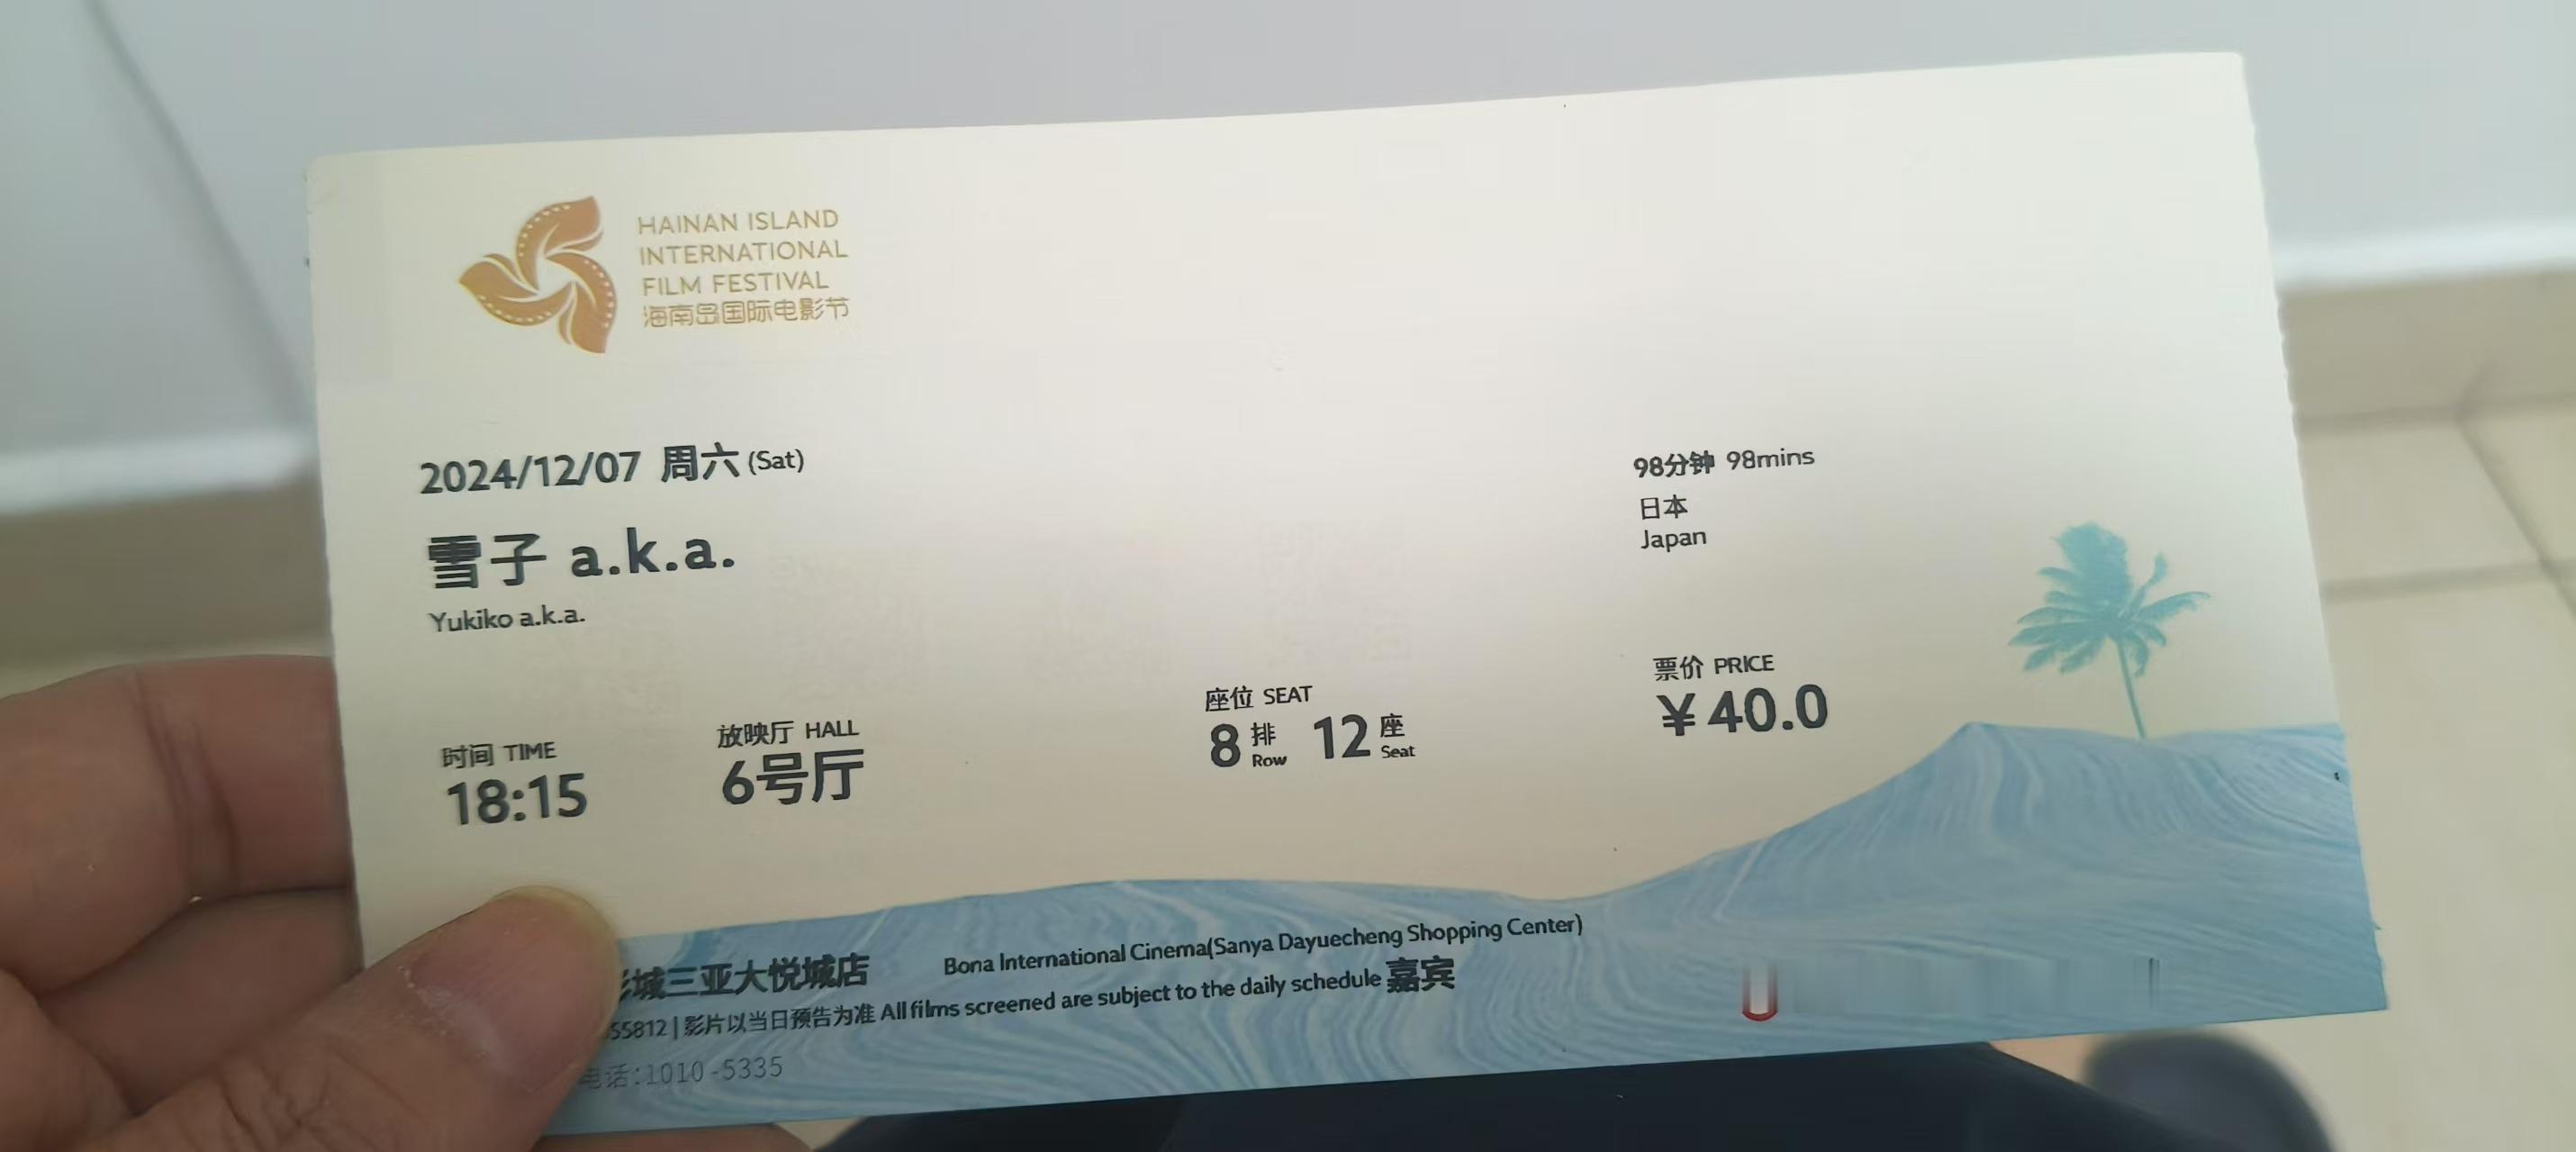 HAINAN ISLAND
INTERNATIONAL
FILM FESTIVAL
海南岛国际电影节
2024/12/07 周六 (Sat)
雪子 a.k.a.
Yukiko a.k.a.
98分钟 98mins
日本
Japan
时间 TIME
18:15
放映厅 HALL
6号厅
座位 SEAT
8 排 Row 12 座 Seat
票价 PRICE
￥40.0
城三亚大悦城店 Bona International Cinema(Sanya Dayuecheng Shopping Center)
55812 | 影片以当日预告为准 All films screened are subject to the daily schedule 嘉宾
电话:1010-5335